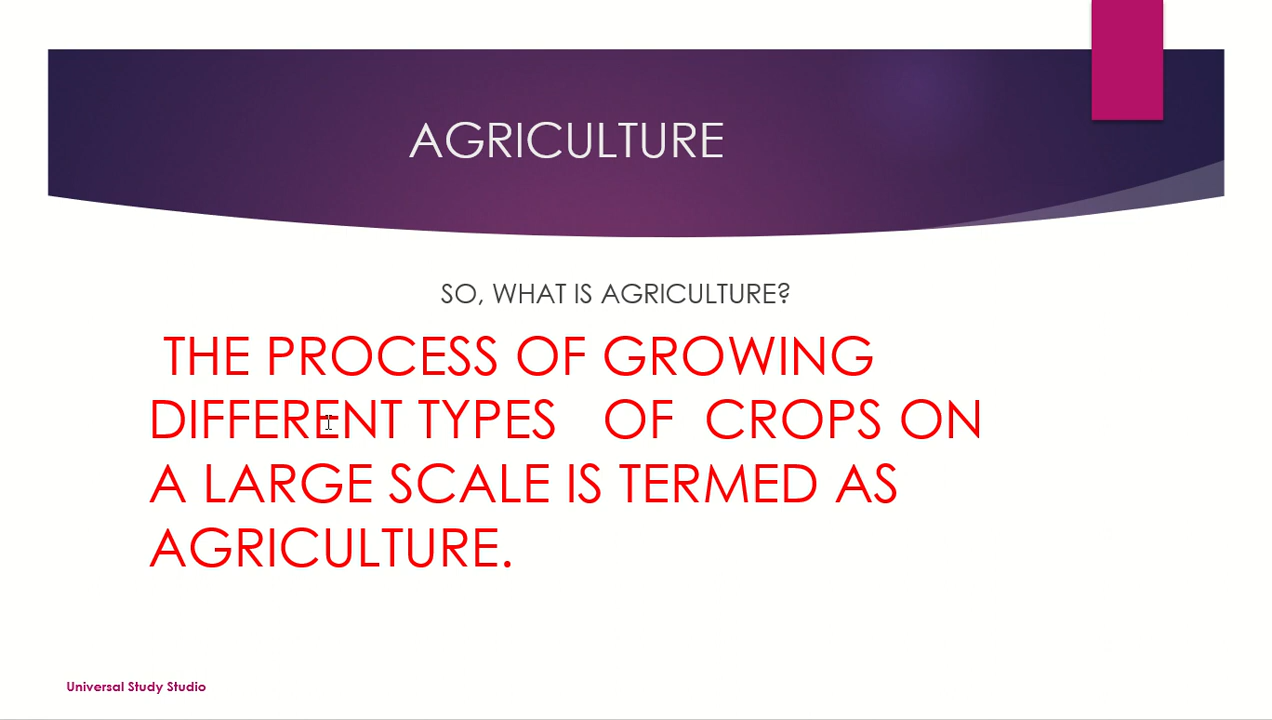 AGRICULTURE
SO, WHAT IS AGRICULTURE?
THE PROCESS OF GROWING
DIFFERENT TYPES OF CROPS ON
A LARGE SCALE IS TERMED AS
AGRICULTURE.
Universal Study Studio